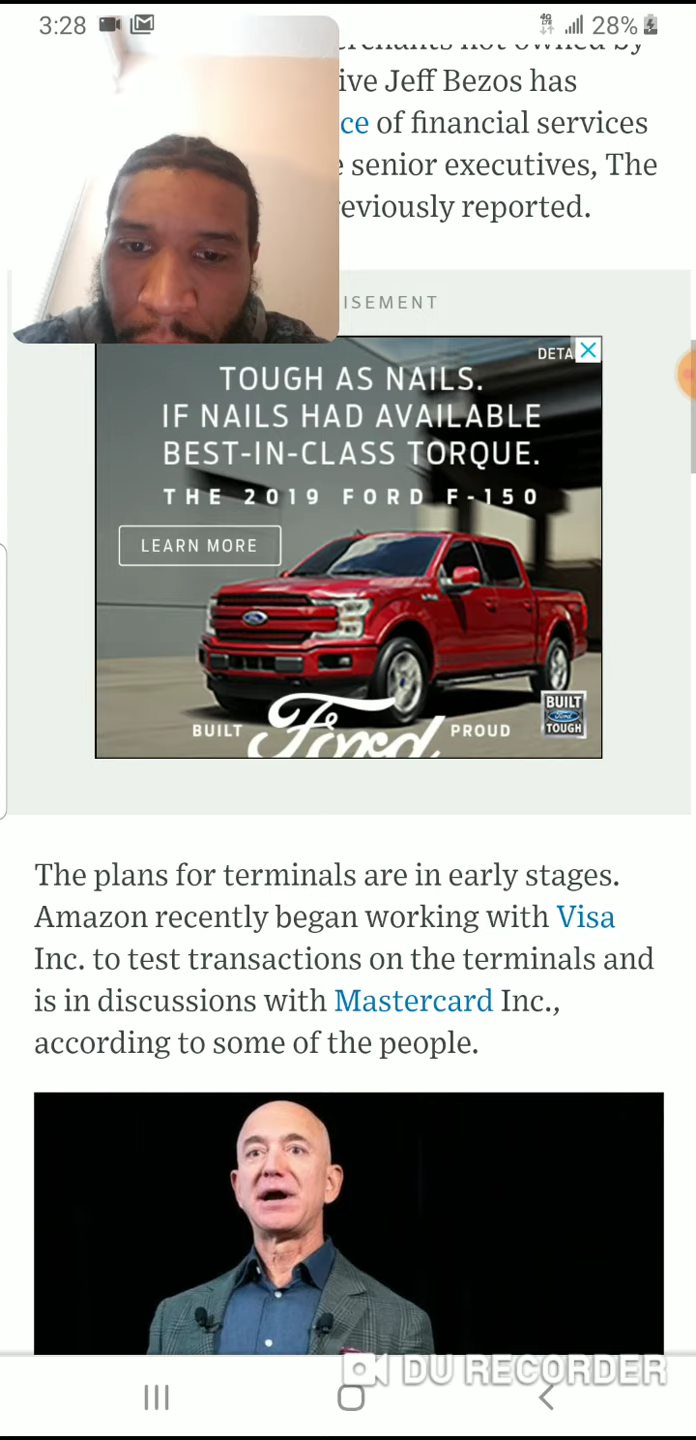 3:28
28%
ive Jeff Bezos has
ce of financial services
senior executives, The
eviously reported.
ISEMENT
DETA
TOUGH AS NAILS.
IF NAILS HAD AVAILABLE
BEST-IN-CLASS TORQUE.
THE 2019 FORD F-150
LEARN MORE
BUILT Ford PROUD
BUILT
Ford
TOUGH
The plans for terminals are in early stages.
Amazon recently began working with Visa
Inc. to test transactions on the terminals and
is in discussions with Mastercard Inc.,
according to some of the people.
DU RECORDER